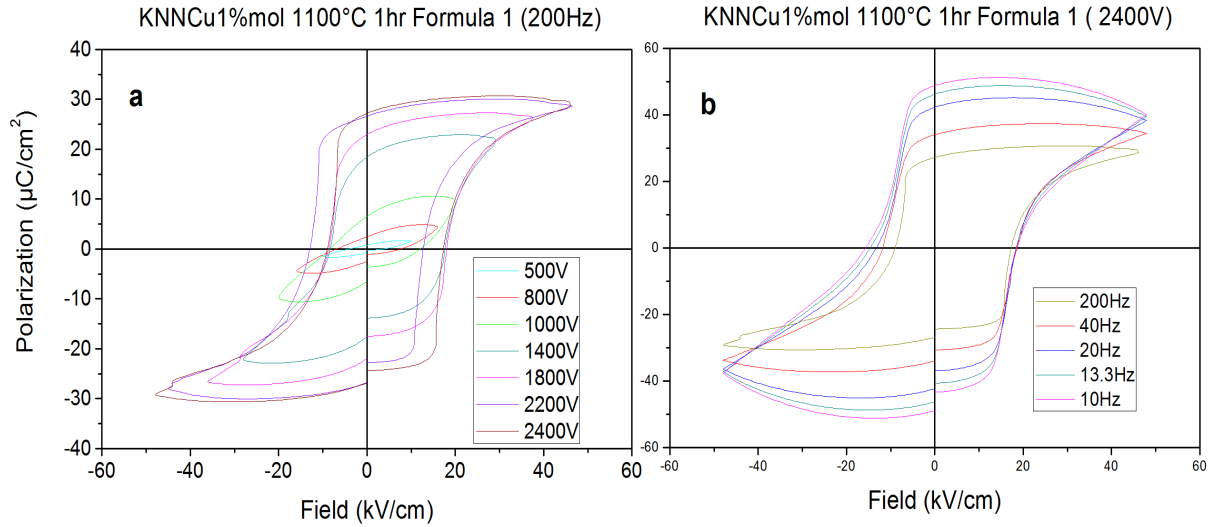 KNNCu1%mol 1100°C 1hr Formula 1 (200Hz)
a
40
30
20
10
0
-10
-20
-30
-40
-60
-40
-20
0
20
40
60
Polarization (µC/cm²)
Field (kV/cm)
500V
800V
1000V
1400V
1800V
2200V
2400V
KNNCu1%mol 1100°C 1hr Formula 1 ( 2400V)
b
60
40
20
0
-20
-40
-60
-60
-40
-20
0
20
40
60
Field (kV/cm)
200Hz
40Hz
20Hz
13.3Hz
10Hz